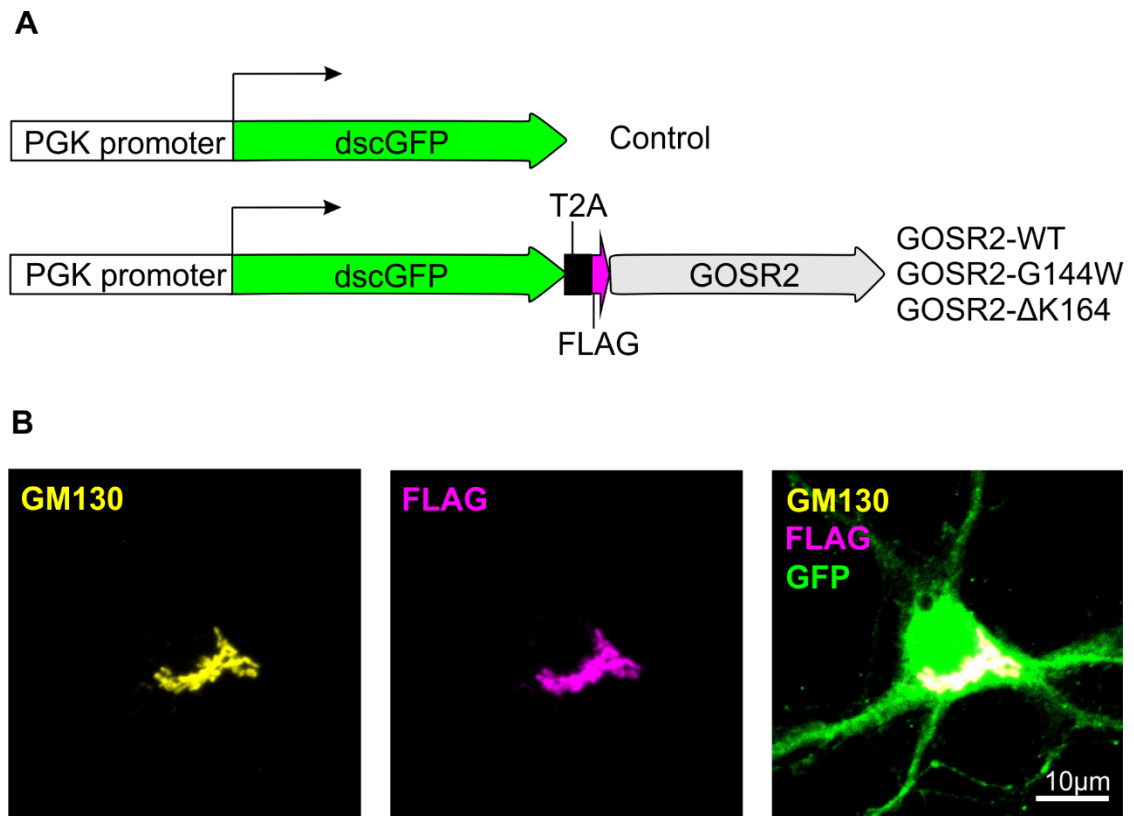 A
PGK promoter
dscGFP
Control
T2A
PGK promoter
dscGFP
GOSR2
FLAG
GOSR2-WT
GOSR2-G144W
GOSR2-ΔK164
B
GM130
FLAG
GM130
FLAG
GFP
10µm